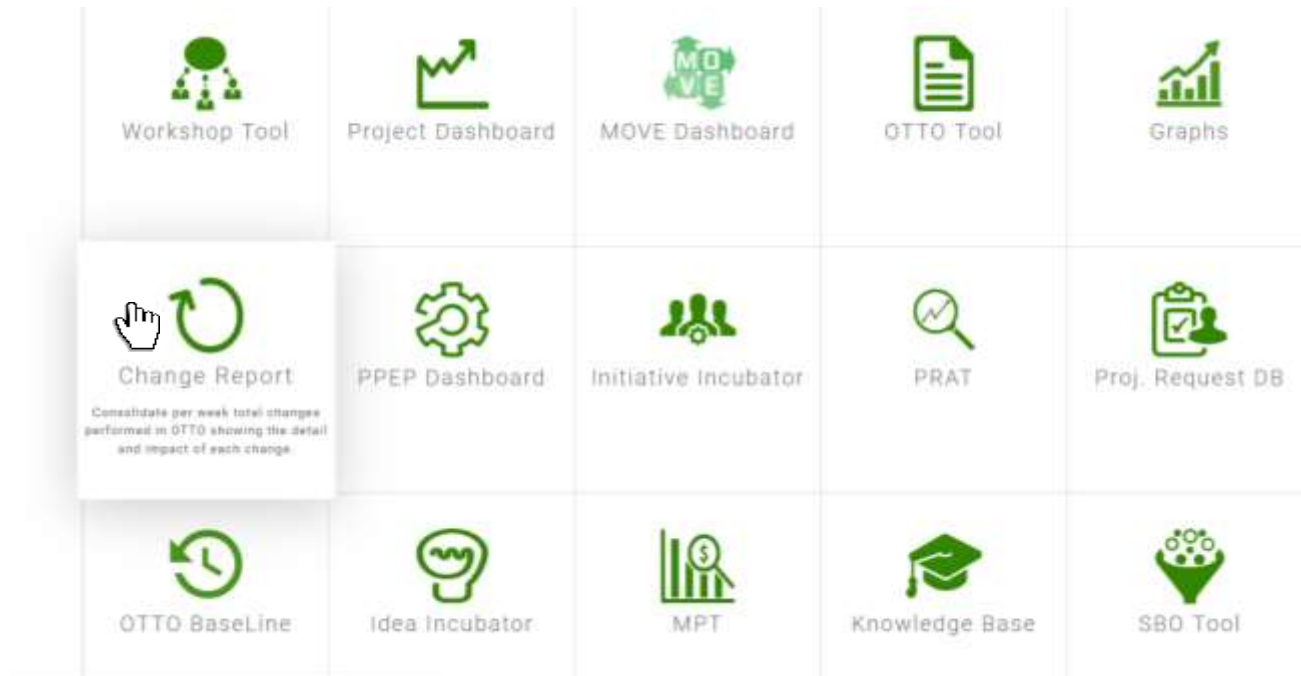 MO
VE
Workshop Tool
Project Dashboard
MOVE Dashboard
OTTO Tool
Graphs
Change Report
Consolidate per week total changes
performed in OTTO showing the detail
and impact of each change.
PPEP Dashboard
Initiative Incubator
PRAT
Proj. Request DB
$
OTTO BaseLine
Idea Incubator
MPT
Knowledge Base
SBO Tool